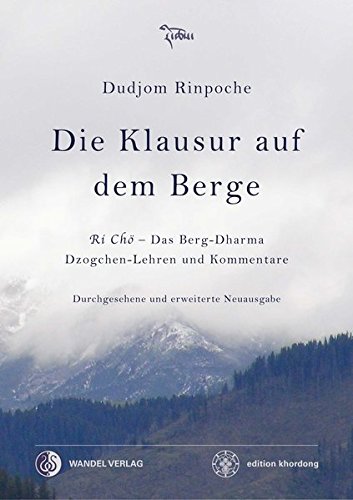 Dudjom Rinpoche
Die Klausur auf
dem Berge
Ri Chö – Das Berg-Dharma
Dzogchen-Lehren und Kommentare
Durchgesehene und erweiterte Neuausgabe
WANDEL VERLAG
edition khordong